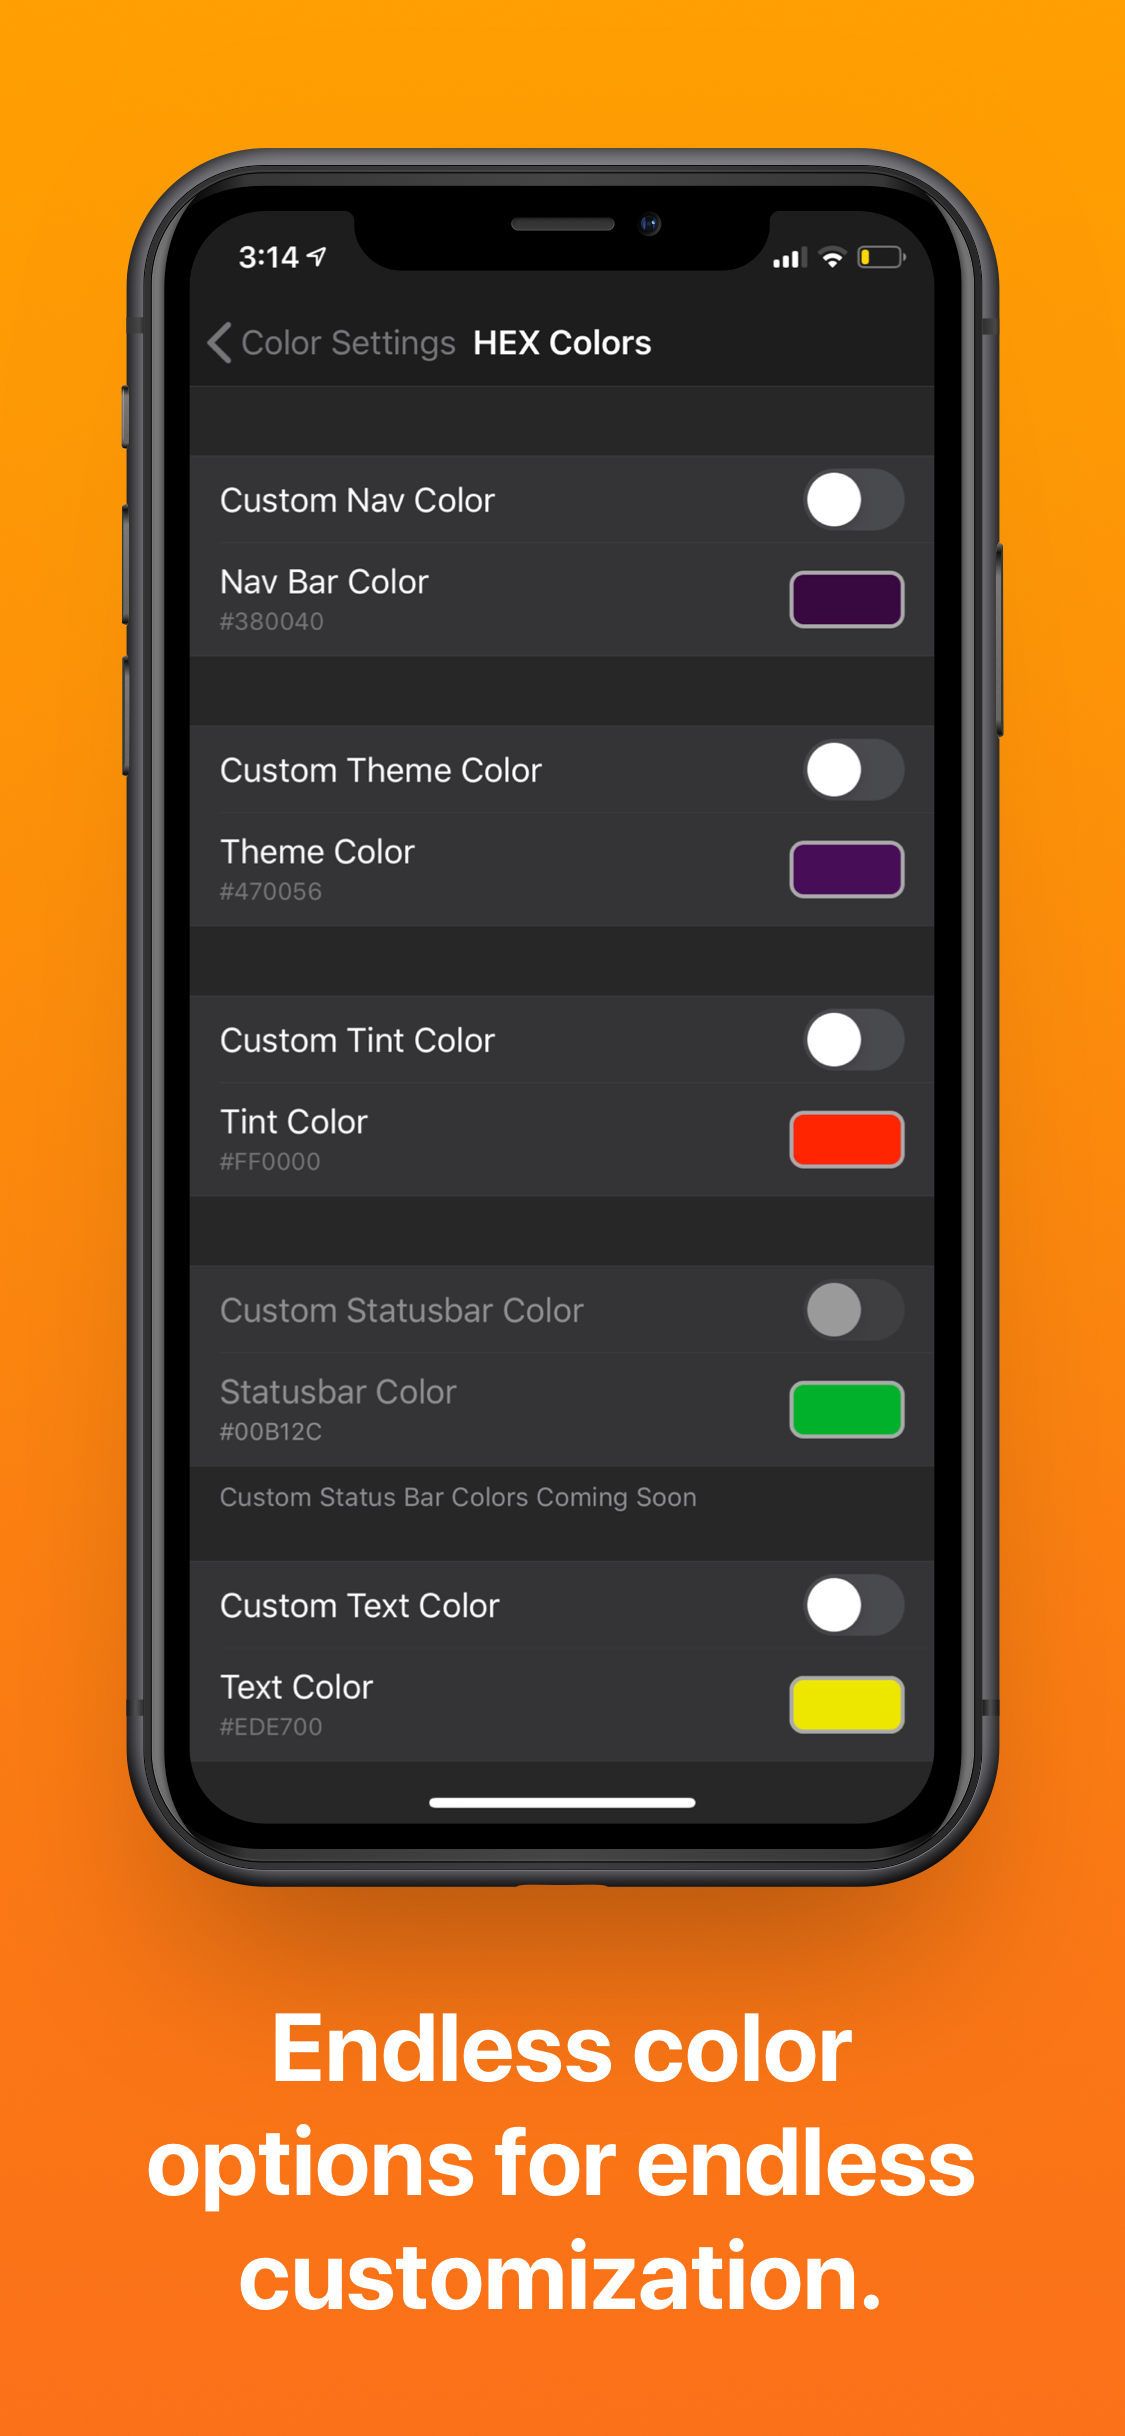 3:14
Color Settings HEX Colors
Custom Nav Color
Nav Bar Color
#380040
Custom Theme Color
Theme Color
#470056
Custom Tint Color
Tint Color
#FF0000
Custom Statusbar Color
Statusbar Color
#00B12C
Custom Status Bar Colors Coming Soon
Custom Text Color
Text Color
#EDE700
Endless color
options for endless
customization.